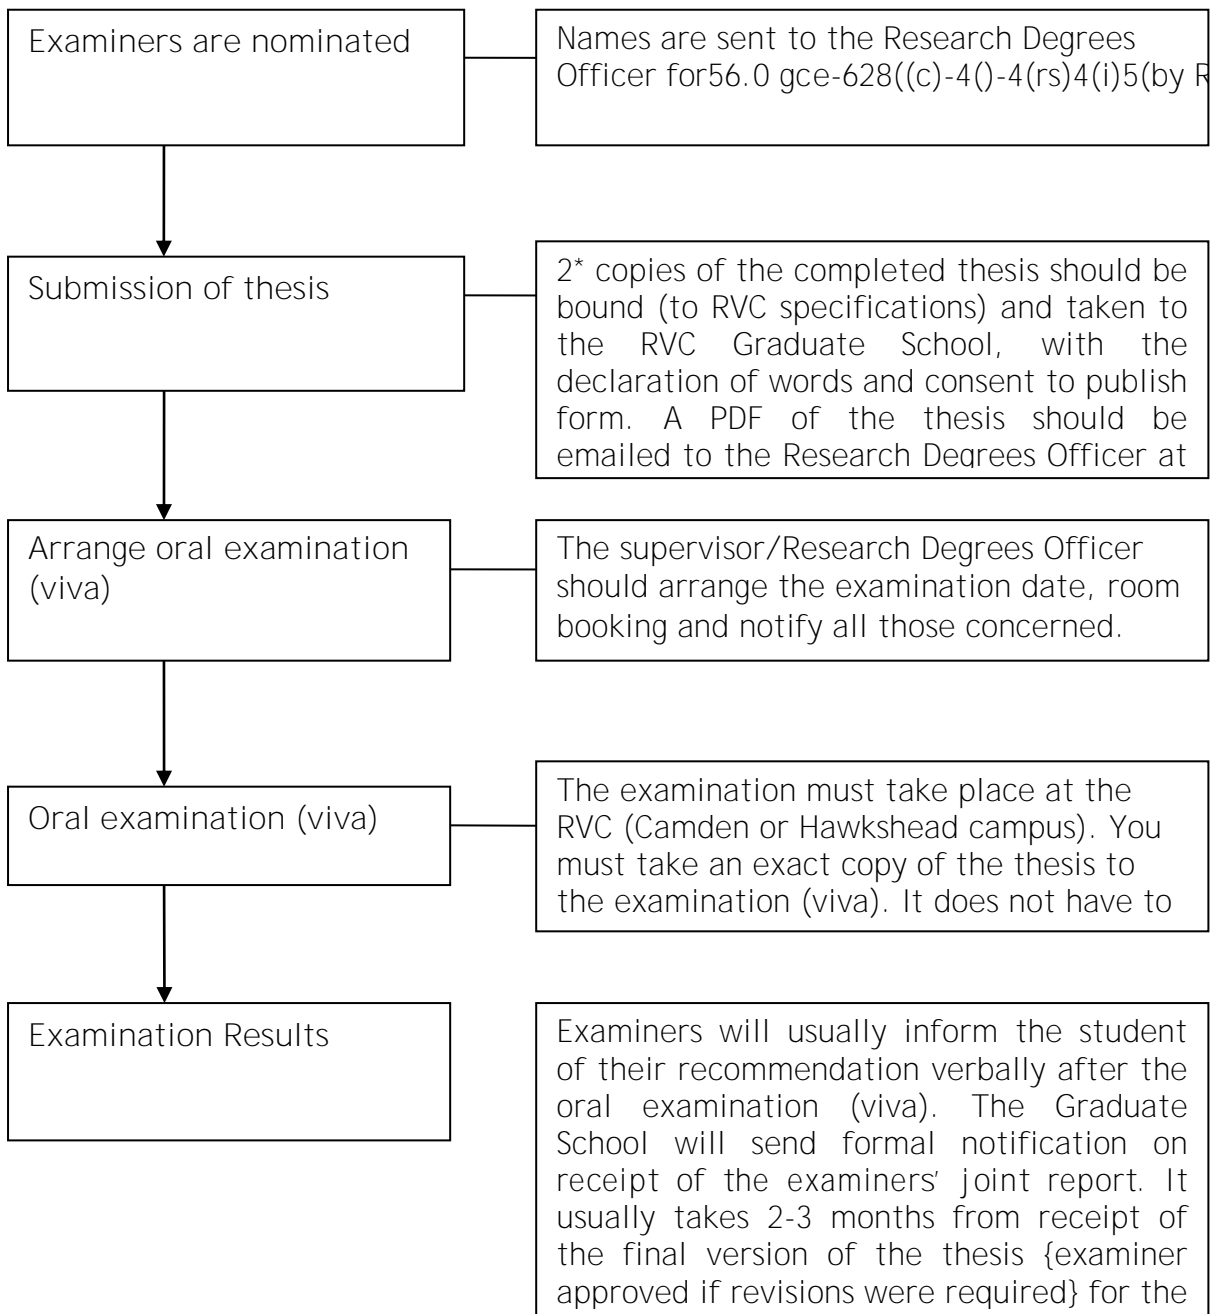 Examiners are nominated
Names are sent to the Research Degrees
Officer for56.0 gce-628((c)-4()-4(rs)4(i)5(by R
Submission of thesis
2* copies of the completed thesis should be
bound (to RVC specifications) and taken to
the RVC Graduate School, with the
declaration of words and consent to publish
form. A PDF of the thesis should be
emailed to the Research Degrees Officer at
Arrange oral examination
(viva)
The supervisor/Research Degrees Officer
should arrange the examination date, room
booking and notify all those concerned.
Oral examination (viva)
The examination must take place at the
RVC (Camden or Hawkshead campus). You
must take an exact copy of the thesis to
the examination (viva). It does not have to
Examination Results
Examiners will usually inform the student
of their recommendation verbally after the
oral examination (viva). The Graduate
School will send formal notification on
receipt of the examiners' joint report. It
usually takes 2-3 months from receipt of
the final version of the thesis {examiner
approved if revisions were required} for the